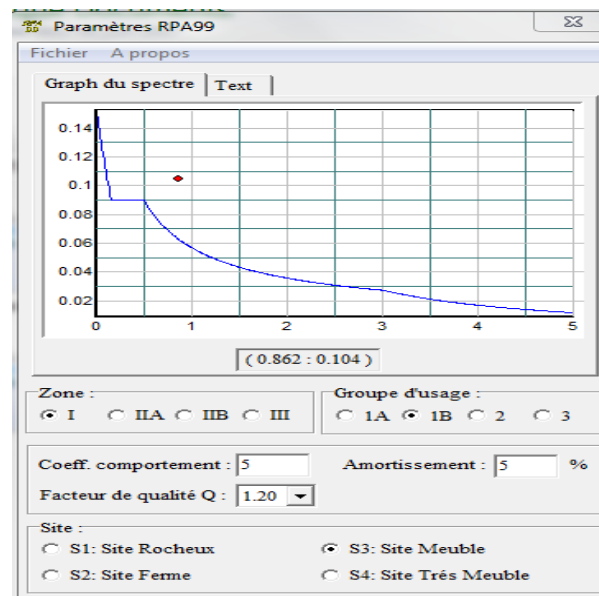 Paramètres RPA99
Fichier A propos
Graph du spectre Text
0.14
0.12
0.1
0.08
0.06
0.04
0.02
0 1 2 3 4 5
( 0.862 : 0.104 )
Zone :
I IIA IIB III
Groupe d'usage :
1A 1B 2 3
Coeff. comportement : 5 Amortissement : 5 %
Facteur de qualité Q : 1.20
Site :
S1: Site Rocheux S3: Site Meuble
S2: Site Ferme S4: Site Trés Meuble